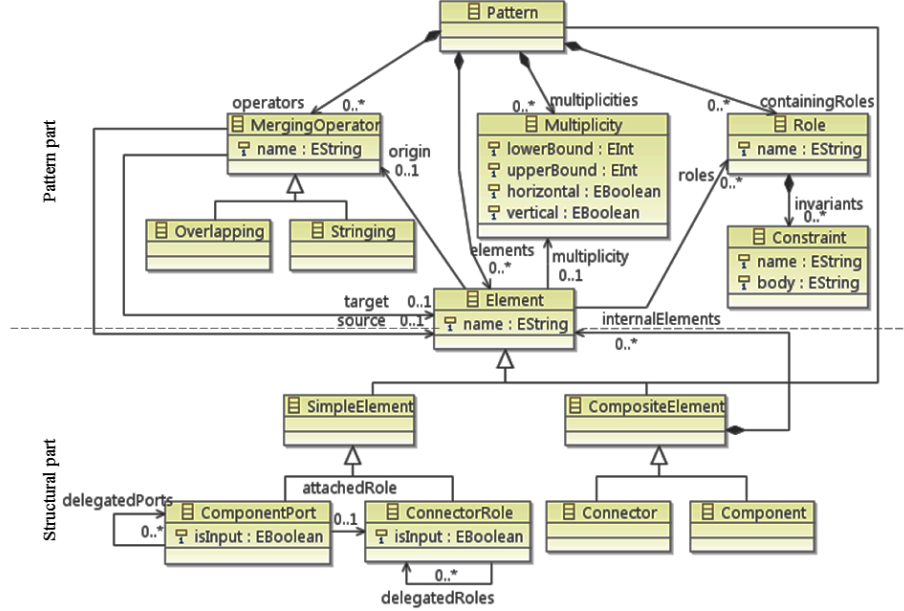 Pattern
operators
0..*
0..*
multiplicities
0..*
containingRoles
Pattern part
MergingOperator
name : EString
Multiplicity
lowerBound : EInt
upperBound : EInt
horizontal : EBoolean
vertical : EBoolean
Role
name : EString
origin
0..1
roles
0..*
invariants
0..*
Overlapping
Stringing
Constraint
name : EString
body : EString
elements
0..*
multiplicity
0..1
target 0..1
source 0..1
Element
name : EString
internalElements
0..*
Structural part
SimpleElement
CompositeElement
delegatedPorts
0..*
attachedRole
0..1
ComponentPort
isInput : EBoolean
ConnectorRole
isInput : EBoolean
Connector
Component
0..*
delegatedRoles